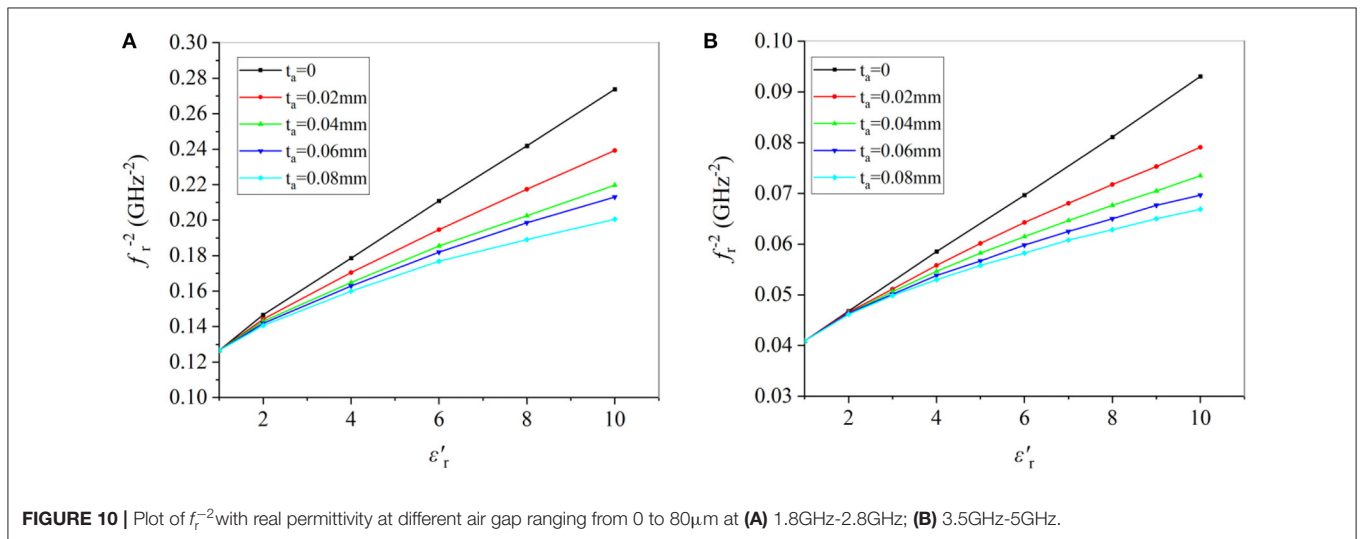 A
0.30
0.28
0.26
0.24
0.22
0.20
0.18
0.16
0.14
0.12
0.10
f_r^-2 (GHz^-2)
t_a=0
t_a=0.02mm
t_a=0.04mm
t_a=0.06mm
t_a=0.08mm
2 4 6 8 10
ε′_r
B
0.10
0.09
0.08
0.07
0.06
0.05
0.04
0.03
f_r^-2 (GHz^-2)
t_a=0
t_a=0.02mm
t_a=0.04mm
t_a=0.06mm
t_a=0.08mm
2 4 6 8 10
ε′_r
FIGURE 10 | Plot of f_r^−2 with real permittivity at different air gap ranging from 0 to 80μm at (A) 1.8GHz-2.8GHz; (B) 3.5GHz-5GHz.